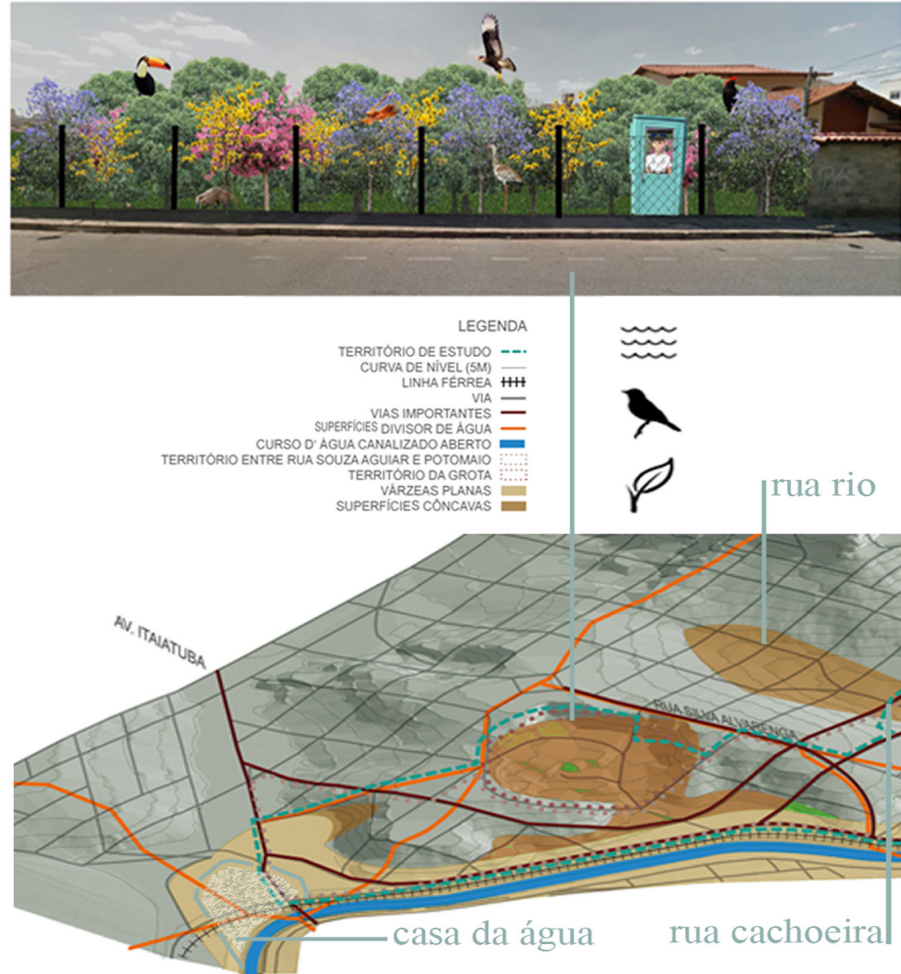 LEGENDA
TERRITÓRIO DE ESTUDO
CURVA DE NÍVEL (5M)
LINHA FÉRREA
VIA
VIAS IMPORTANTES
SUPERFÍCIES DIVISOR DE ÁGUA
CURSO D' ÁGUA CANALIZADO ABERTO
TERRITÓRIO ENTRE RUA SOUZA AGUIAR E POTOMAIO
TERRITÓRIO DA GROTA
VÁRZEAS PLANAS
SUPERFÍCIES CÔNCAVAS
rua rio
AV. ITAIATUBA
RUA SILVA ALVARENGA
casa da água
rua cachoeira